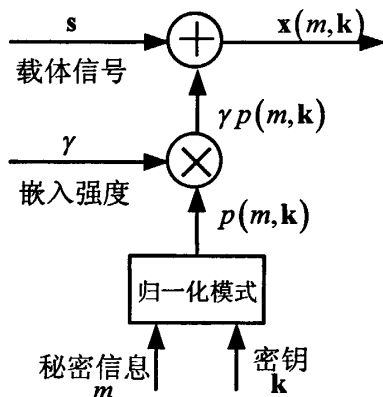 s
x(m,k)
载体信号
γp(m,k)
γ
嵌入强度
p(m,k)
归一化模式
秘密信息
m
密钥
k